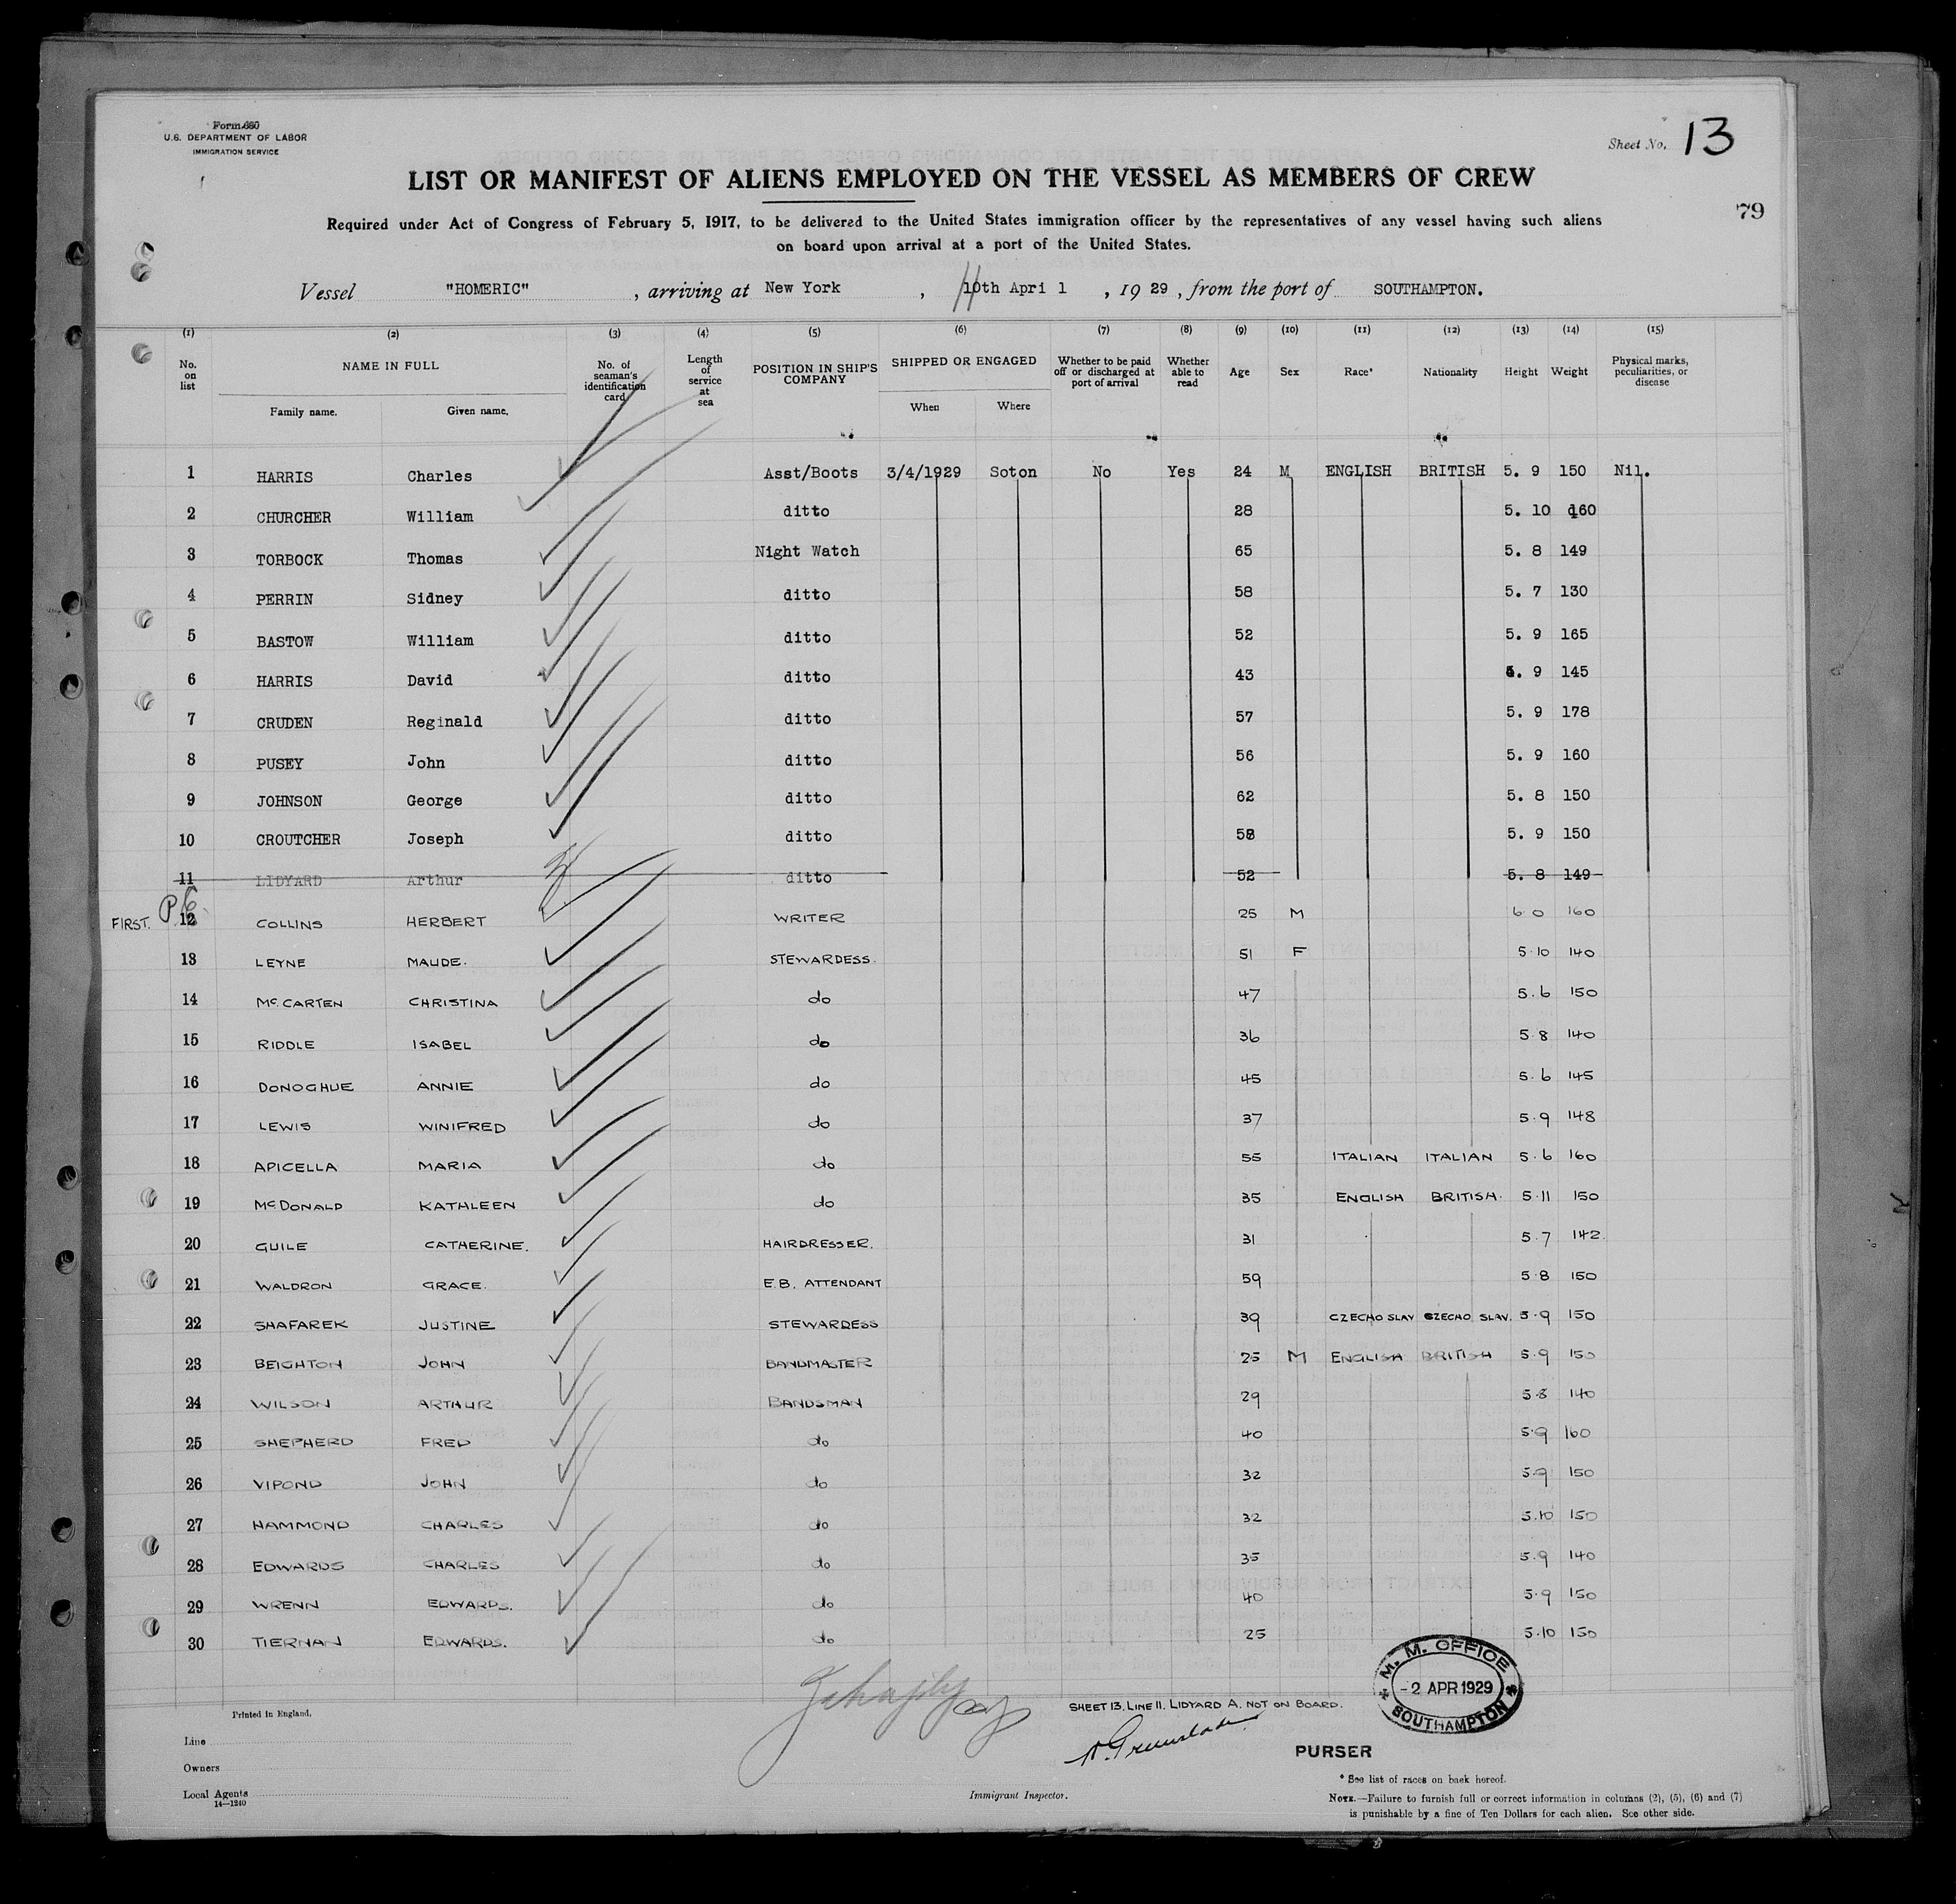 Form 680
U.S. DEPARTMENT OF LABOR
IMMIGRATION SERVICE
Sheet No. 13
LIST OR MANIFEST OF ALIENS EMPLOYED ON THE VESSEL AS MEMBERS OF CREW
79
Required under Act of Congress of February 5, 1917, to be delivered to the United States immigration officer by the representatives of any vessel having such aliens
on board upon arrival at a port of the United States.
Vessel "HOMERIC" , arriving at New York , 10th Apri l , 19 29 , from the port of SOUTHAMPTON.
(1) (2) (3) (4) (5) (6) (7) (8) (9) (10) (11) (12) (13) (14) (15)
No. on list NAME IN FULL Family name. Given name. No. of seaman's identification card Length of service at sea POSITION IN SHIP'S COMPANY SHIPPED OR ENGAGED When Where Whether to be paid off or discharged at port of arrival Whether able to read Age Sex Race* Nationality Height Weight Physical marks, peculiarities, or disease
1 HARRIS Charles Asst/Boots 3/4/1929 Soton No Yes 24 M ENGLISH BRITISH 5. 9 150 Nil.
2 CHURCHER William ditto 28 5. 10 160
3 TORBOCK Thomas Night Watch 65 5. 8 149
4 PERRIN Sidney ditto 58 5. 7 130
5 BASTOW William ditto 52 5. 9 165
6 HARRIS David ditto 43 5. 9 145
7 CRUDEN Reginald ditto 57 5. 9 178
8 PUSEY John ditto 56 5. 9 160
9 JOHNSON George ditto 62 5. 8 150
10 CROUTCHER Joseph ditto 58 5. 9 150
11 LIDYARD Arthur ditto 52 5. 8 149
FIRST. 12 COLLINS HERBERT WRITER 25 M 6 0 160
13 LEYNE MAUDE. STEWARDESS. 51 F 5.10 140
14 McCARTEN CHRISTINA do 47 5.6 150
15 RIDDLE ISABEL do 36 5 8 140
16 DONOGHUE ANNIE do 45 5.6 145
17 LEWIS WINIFRED do 37 5.9 148
18 APICELLA MARIA do 55 ITALIAN ITALIAN 5.6 160
19 McDONALD KATHLEEN do 35 ENGLISH BRITISH. 5.11 150
20 GUILE CATHERINE. HAIRDRESSER. 31 5.7 142.
21 WALDRON GRACE. E.B. ATTENDANT 59 5 8 150
22 SHAFAREK JUSTINE STEWARDESS 39 CZECHO SLAV CZECHO SLAV. 5.9 150
23 BEIGHTON JOHN BANDMASTER 25 M ENGLISH BRITISH 5.9 150
24 WILSON ARTHUR BANDSMAN 29 5.8 140
25 SHEPHERD FRED do 40 5.9 160
26 VIPOND JOHN do 32 5.9 150
27 HAMMOND CHARLES do 32 5.10 150
28 EDWARDS CHARLES do 35 5.9 140
29 WRENN EDWARDS. do 40 5.9 150
30 TIERNAN EDWARDS. do 25 5.10 150
M. M. OFFICE
- 2 APR 1929
SOUTHAMPTON
SHEET 13, LINE 11, LIDYARD A. NOT ON BOARD.
Printed in England.
Line
Owners
Local Agents
14—1240
Immigrant Inspector.
PURSER
* See list of races on back hereof.
NOTE.—Failure to furnish full or correct information in columns (2), (5), (6) and (7)
is punishable by a fine of Ten Dollars for each alien. See other side.